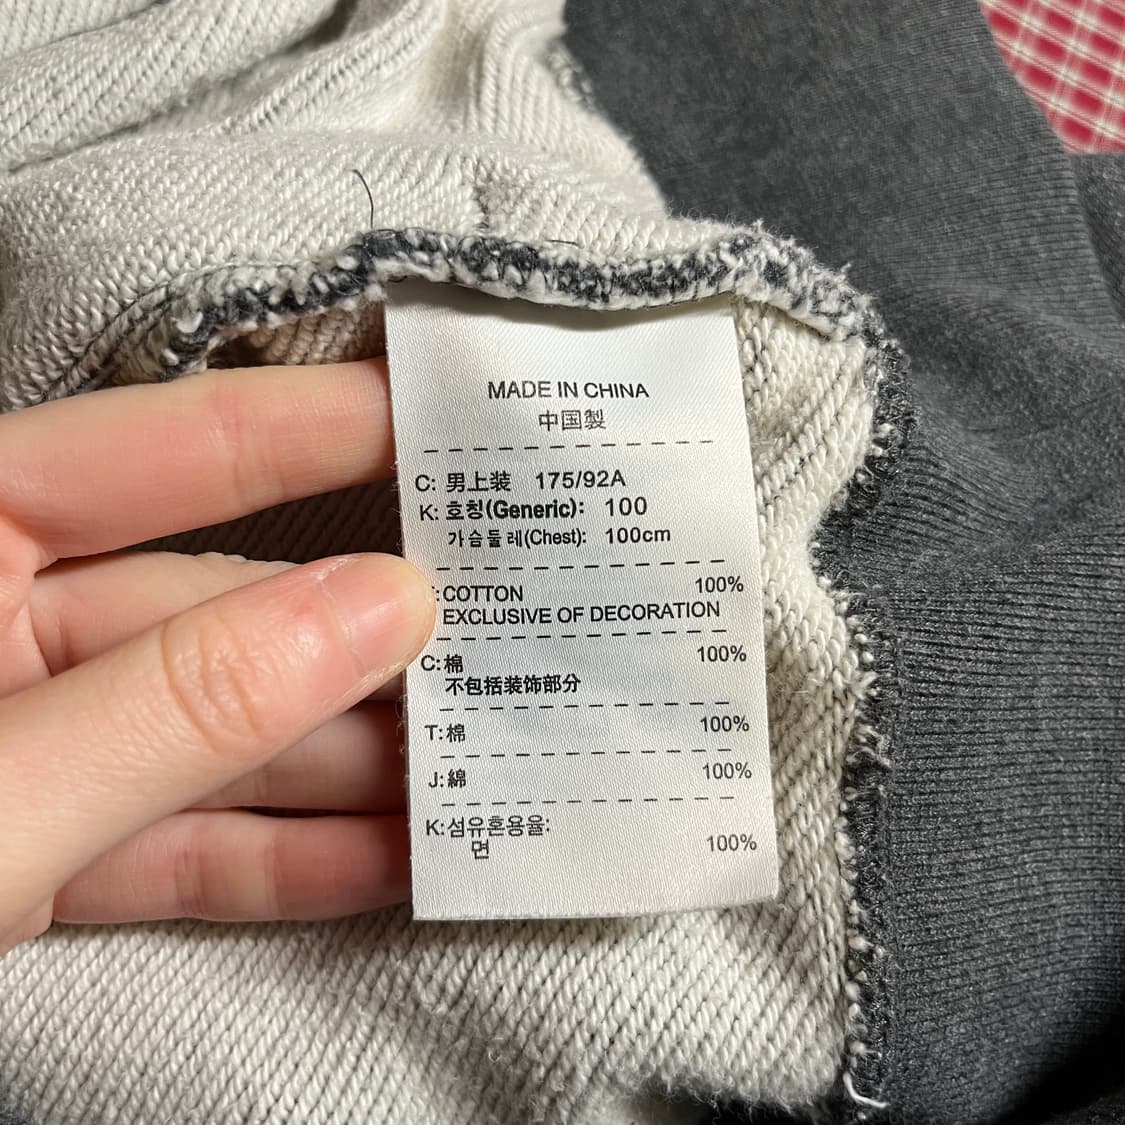 MADE IN CHINA
中国製
C: 男上装 175/92A
K: 호칭(Generic): 100
가슴둘레(Chest): 100cm
:COTTON 100%
EXCLUSIVE OF DECORATION
C:棉 100%
不包括装饰部分
T:棉 100%
J:綿 100%
K:섬유혼용율:
면 100%